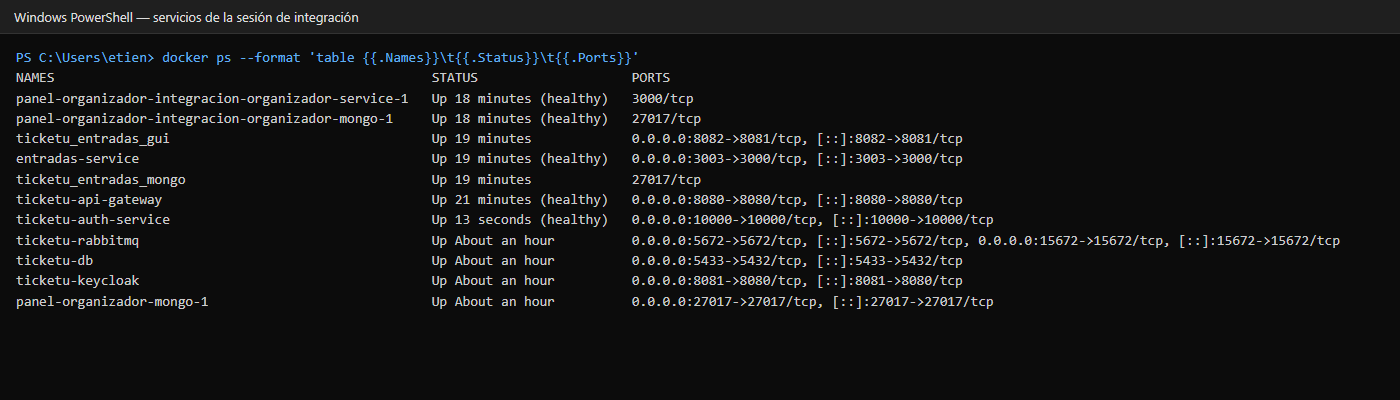 Windows PowerShell — servicios de la sesión de integración
PS C:\Users\etien> docker ps --format 'table {{.Names}}\t{{.Status}}\t{{.Ports}}'
NAMES STATUS PORTS
panel-organizador-integracion-organizador-service-1 Up 18 minutes (healthy) 3000/tcp
panel-organizador-integracion-organizador-mongo-1 Up 18 minutes (healthy) 27017/tcp
ticketu_entradas_gui Up 19 minutes 0.0.0.0:8082->8081/tcp, [::]:8082->8081/tcp
entradas-service Up 19 minutes (healthy) 0.0.0.0:3003->3000/tcp, [::]:3003->3000/tcp
ticketu_entradas_mongo Up 19 minutes 27017/tcp
ticketu-api-gateway Up 21 minutes (healthy) 0.0.0.0:8080->8080/tcp, [::]:8080->8080/tcp
ticketu-auth-service Up 13 seconds (healthy) 0.0.0.0:10000->10000/tcp, [::]:10000->10000/tcp
ticketu-rabbitmq Up About an hour 0.0.0.0:5672->5672/tcp, [::]:5672->5672/tcp, 0.0.0.0:15672->15672/tcp, [::]:15672->15672/tcp
ticketu-db Up About an hour 0.0.0.0:5433->5432/tcp, [::]:5433->5432/tcp
ticketu-keycloak Up About an hour 0.0.0.0:8081->8080/tcp, [::]:8081->8080/tcp
panel-organizador-mongo-1 Up About an hour 0.0.0.0:27017->27017/tcp, [::]:27017->27017/tcp